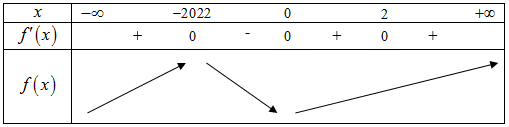 x −∞ −2022 0 2 +∞
f′(x) + 0 - 0 + 0 +
f(x)